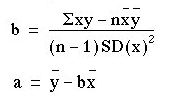 b = Σxy − nx̄ȳ / (n − 1)SD(x)²
a = ȳ − bx̄